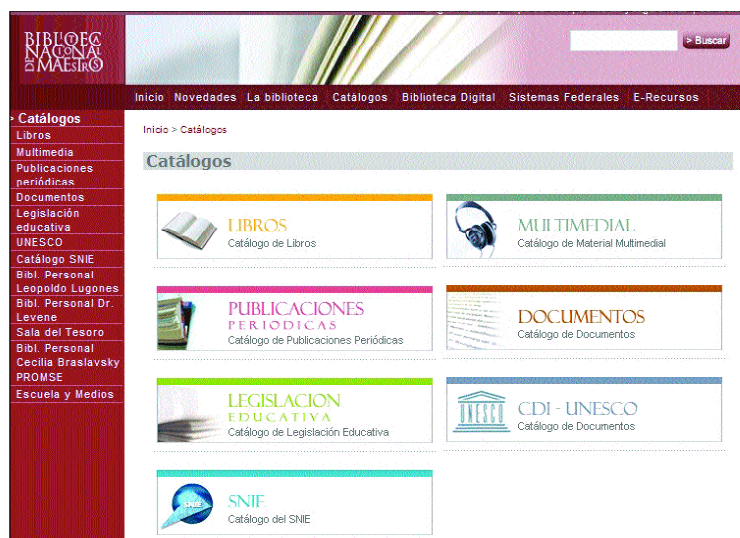 BIBLIOTECA
NACIONAL
DE MAESTROS
> Buscar
Inicio Novedades La biblioteca Catálogos Biblioteca Digital Sistemas Federales E-Recursos
> Catálogos
Libros
Multimedia
Publicaciones
periódicas
Documentos
Legislación
educativa
UNESCO
Catálogo SNIE
Bibl. Personal
Leopoldo Lugones
Bibl. Personal Dr.
Levene
Sala del Tesoro
Bibl. Personal
Cecilia Braslavsky
PROMSE
Escuela y Medios
Inicio > Catálogos
Catálogos
LIBROS
Catálogo de Libros
MULTIMEDIAL
Catálogo de Material Multimedial
PUBLICACIONES
PERIODICAS
Catálogo de Publicaciones Periódicas
DOCUMENTOS
Catálogo de Documentos
LEGISLACION
EDUCATIVA
Catálogo de Legislación Educativa
UNESCO
CDI - UNESCO
Catálogo de Documentos
SNIE
SNIE
Catálogo del SNIE